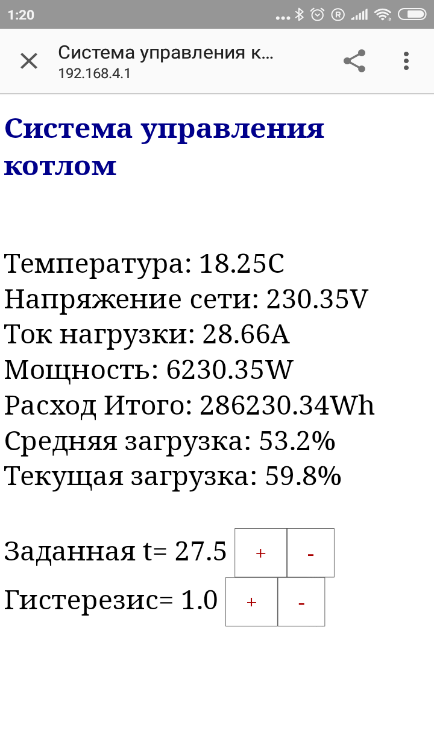 1:20
Система управления к...
192.168.4.1
Система управления
котлом
Температура: 18.25C
Напряжение сети: 230.35V
Ток нагрузки: 28.66A
Мощность: 6230.35W
Расход Итого: 286230.34Wh
Средняя загрузка: 53.2%
Текущая загрузка: 59.8%
Заданная t= 27.5 + -
Гистерезис= 1.0 + -